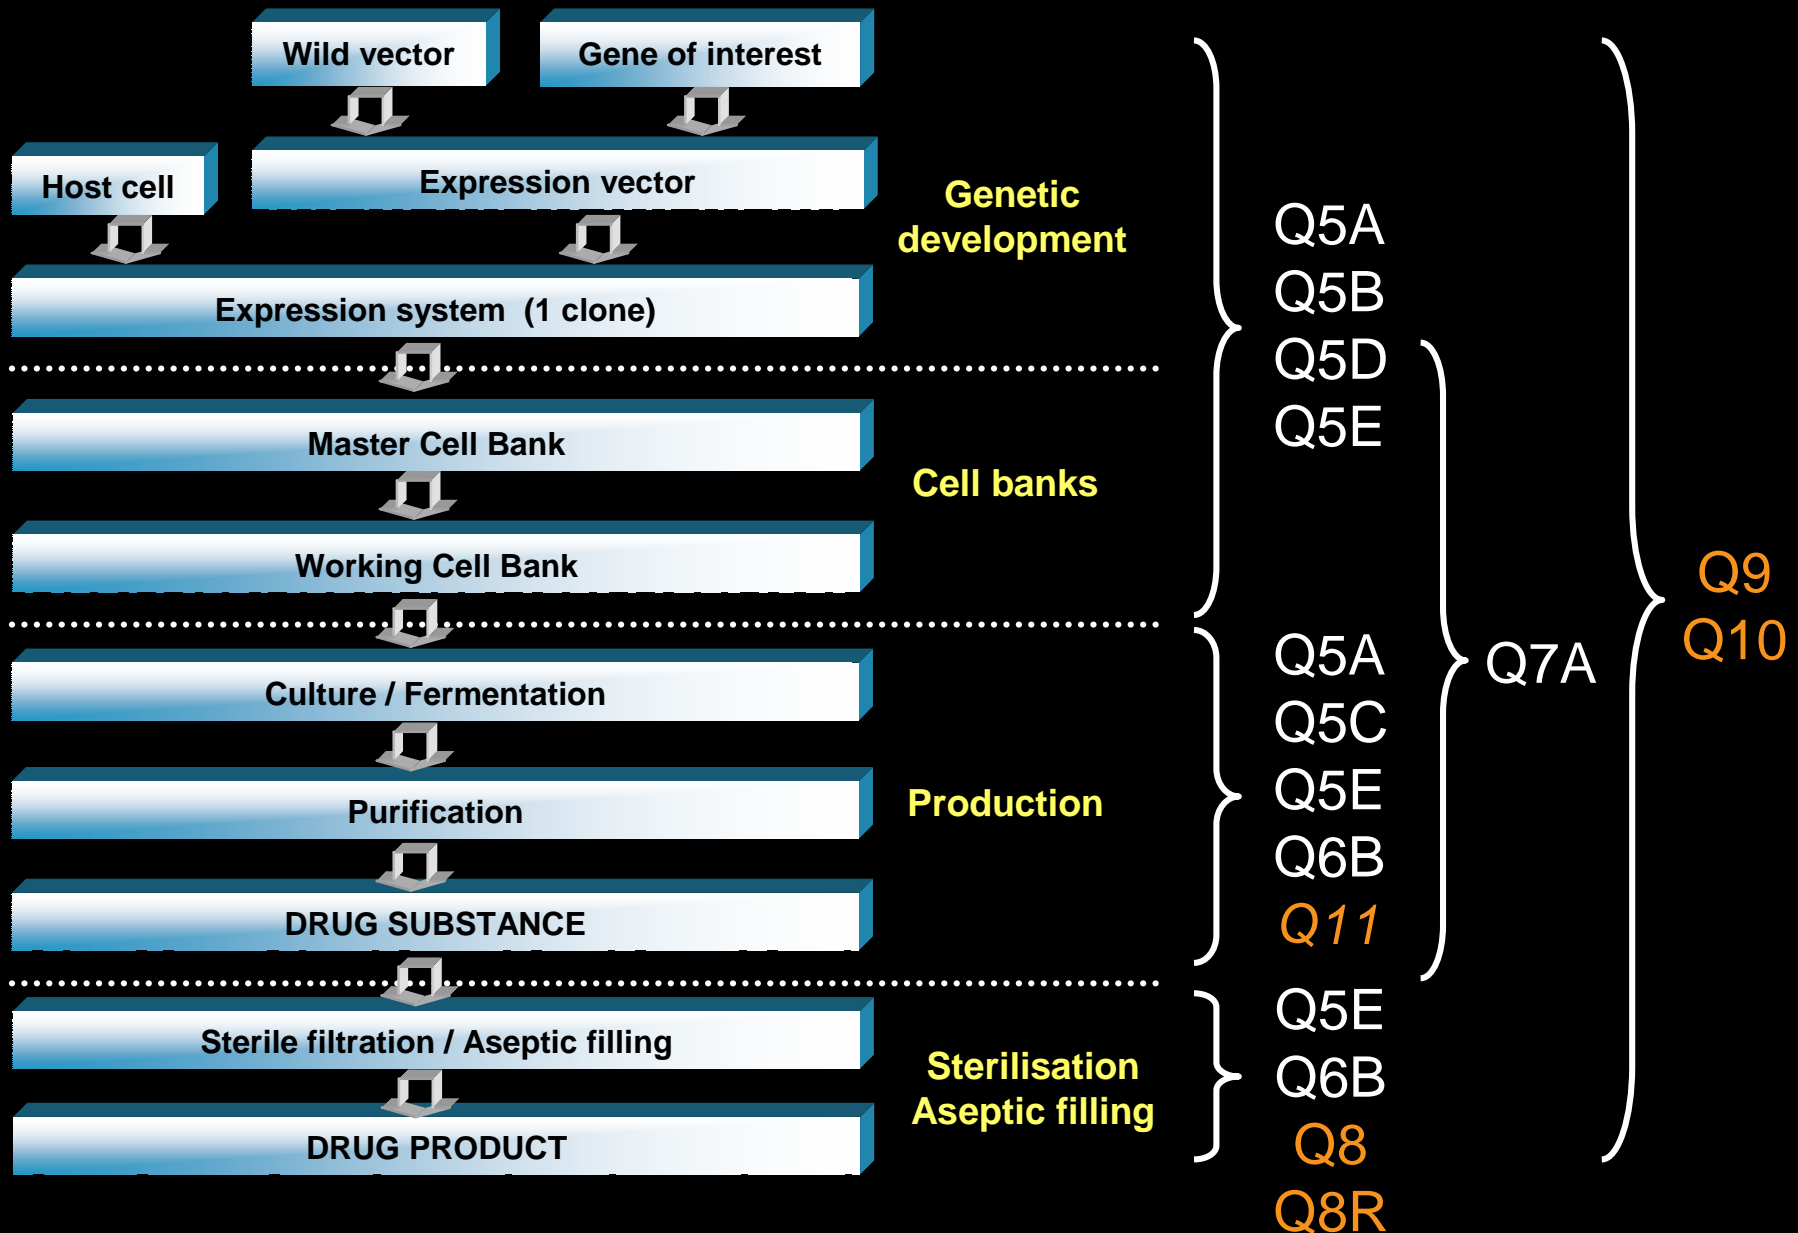 Wild vector
Gene of interest
Host cell
Expression vector
Expression system (1 clone)
Genetic
development
Master Cell Bank
Working Cell Bank
Cell banks
Culture / Fermentation
Purification
DRUG SUBSTANCE
Production
Sterile filtration / Aseptic filling
DRUG PRODUCT
Sterilisation
Aseptic filling
Q5A
Q5B
Q5D
Q5E
Q5A
Q5C
Q5E
Q6B
Q11
Q5E
Q6B
Q8
Q8R
Q7A
Q9
Q10